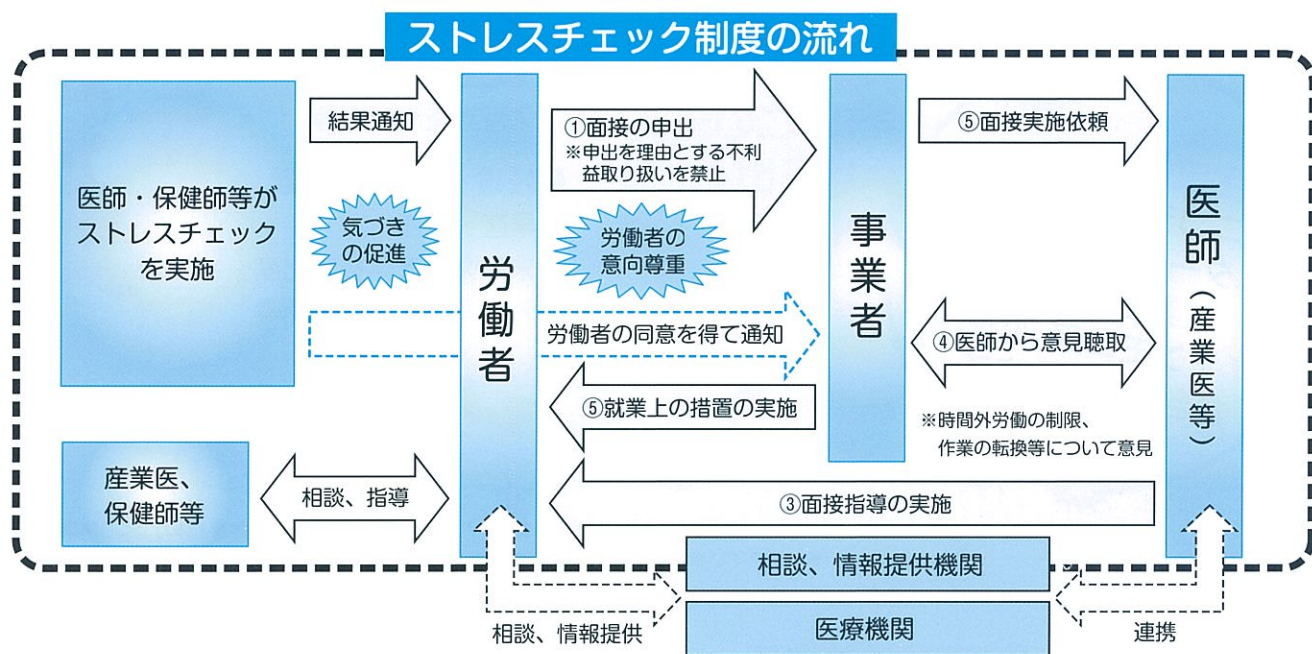 ストレスチェック制度の流れ
医師・保健師等が
ストレスチェック
を実施
結果通知
気づき
の促進
労働者
①面接の申出
※申出を理由とする不利
益取り扱いを禁止
労働者の
意向尊重
労働者の同意を得て通知
⑤就業上の措置の実施
事業者
⑤面接実施依頼
④医師から意見聴取
※時間外労働の制限、
作業の転換等について意見
医師(産業医等)
産業医、
保健師等
相談、指導
③面接指導の実施
相談、情報提供機関
医療機関
相談、情報提供
連携